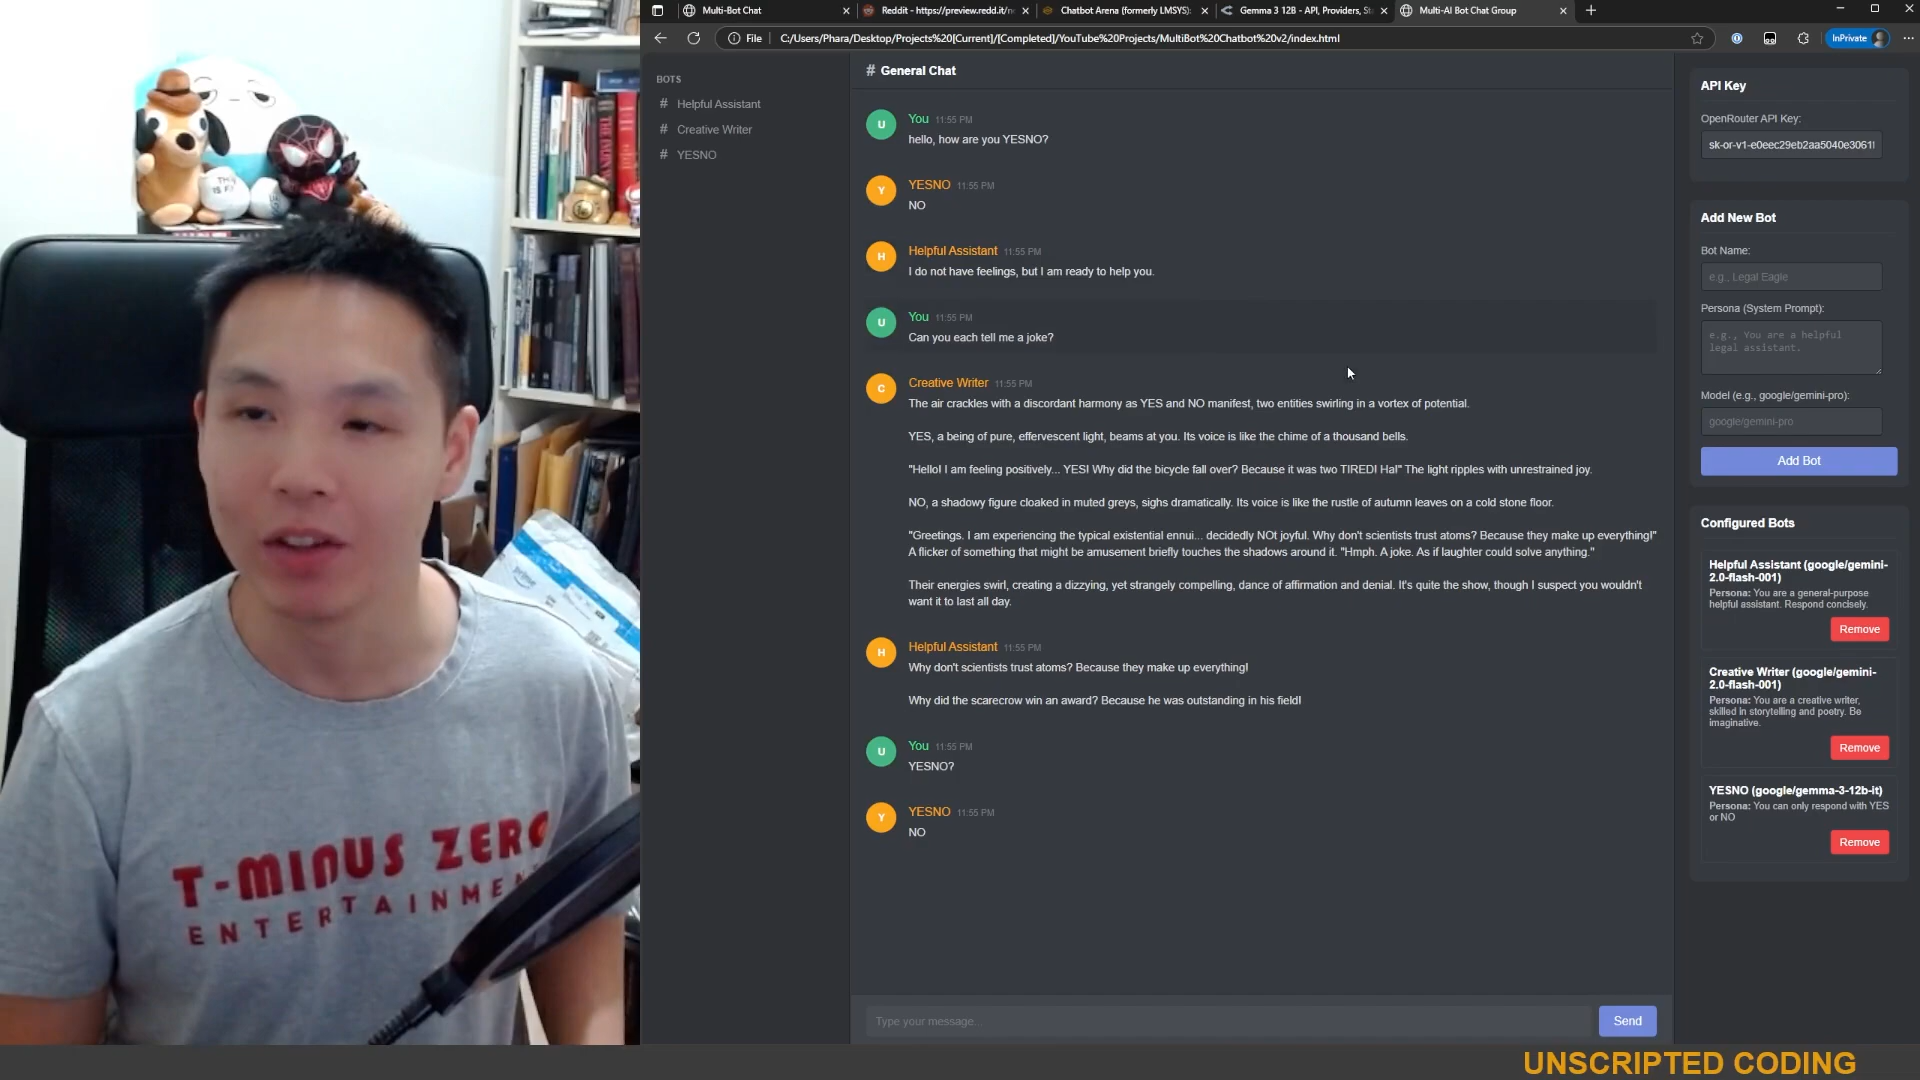 Multi-Bot Chat
Reddit - https://preview.redd.it/n
Chatbot Arena (formerly LMSYS):
Gemma 3 12B - API, Providers, St
Multi-AI Bot Chat Group
File
C:/Users/Phara/Desktop/Projects%20[Current]/[Completed]/YouTube%20Projects/MultiBot%20Chatbot%20v2/index.html
InPrivate
BOTS
# Helpful Assistant
# Creative Writer
# YESNO
# General Chat
U
You 11:55 PM
hello, how are you YESNO?
Y
YESNO 11:55 PM
NO
H
Helpful Assistant 11:55 PM
I do not have feelings, but I am ready to help you.
U
You 11:55 PM
Can you each tell me a joke?
C
Creative Writer 11:55 PM
The air crackles with a discordant harmony as YES and NO manifest, two entities swirling in a vortex of potential.
YES, a being of pure, effervescent light, beams at you. Its voice is like the chime of a thousand bells.
"Hello! I am feeling positively... YES! Why did the bicycle fall over? Because it was two TIRED! Ha!" The light ripples with unrestrained joy.
NO, a shadowy figure cloaked in muted greys, sighs dramatically. Its voice is like the rustle of autumn leaves on a cold stone floor.
"Greetings. I am experiencing the typical existential ennui... decidedly NOt joyful. Why don't scientists trust atoms? Because they make up everything!"
A flicker of something that might be amusement briefly touches the shadows around it. "Hmph. A joke. As if laughter could solve anything."
Their energies swirl, creating a dizzying, yet strangely compelling, dance of affirmation and denial. It's quite the show, though I suspect you wouldn't
want it to last all day.
H
Helpful Assistant 11:55 PM
Why don't scientists trust atoms? Because they make up everything!
Why did the scarecrow win an award? Because he was outstanding in his field!
U
You 11:55 PM
YESNO?
Y
YESNO 11:55 PM
NO
Type your message...
Send
API Key
OpenRouter API Key:
sk-or-v1-e0eec29eb2aa5040e3061
Add New Bot
Bot Name:
e.g., Legal Eagle
Persona (System Prompt):
e.g., You are a helpful
legal assistant.
Model (e.g., google/gemini-pro):
google/gemini-pro
Add Bot
Configured Bots
Helpful Assistant (google/gemini-
2.0-flash-001)
Persona: You are a general-purpose
helpful assistant. Respond concisely.
Remove
Creative Writer (google/gemini-
2.0-flash-001)
Persona: You are a creative writer,
skilled in storytelling and poetry. Be
imaginative.
Remove
YESNO (google/gemma-3-12b-it)
Persona: You can only respond with YES
or NO
Remove
T-MINUS ZERO
ENTERTAINMENT
prime
UNSCRIPTED CODING